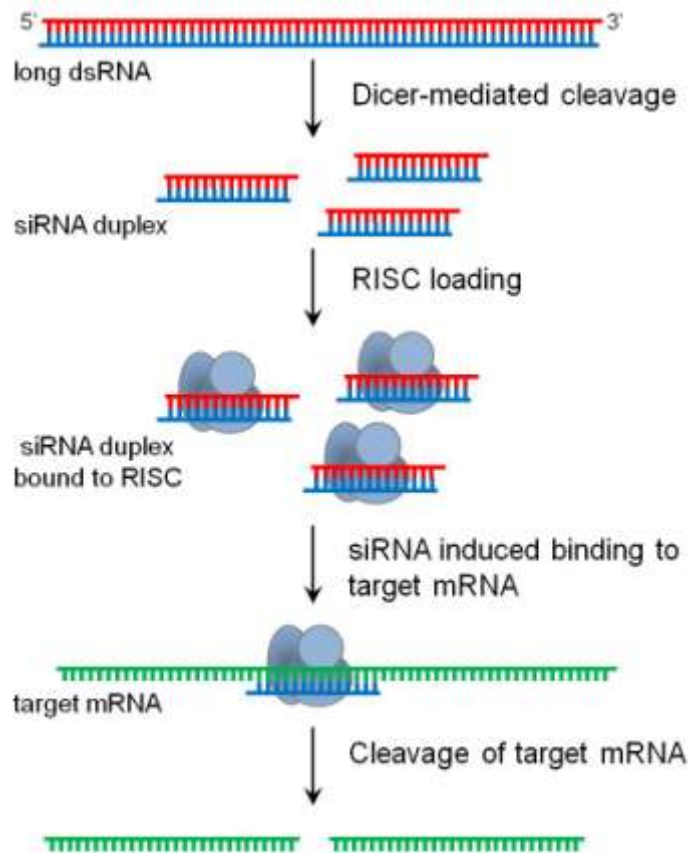 5' 3'
long dsRNA
Dicer-mediated cleavage
siRNA duplex
RISC loading
siRNA duplex
bound to RISC
siRNA induced binding to
target mRNA
target mRNA
Cleavage of target mRNA